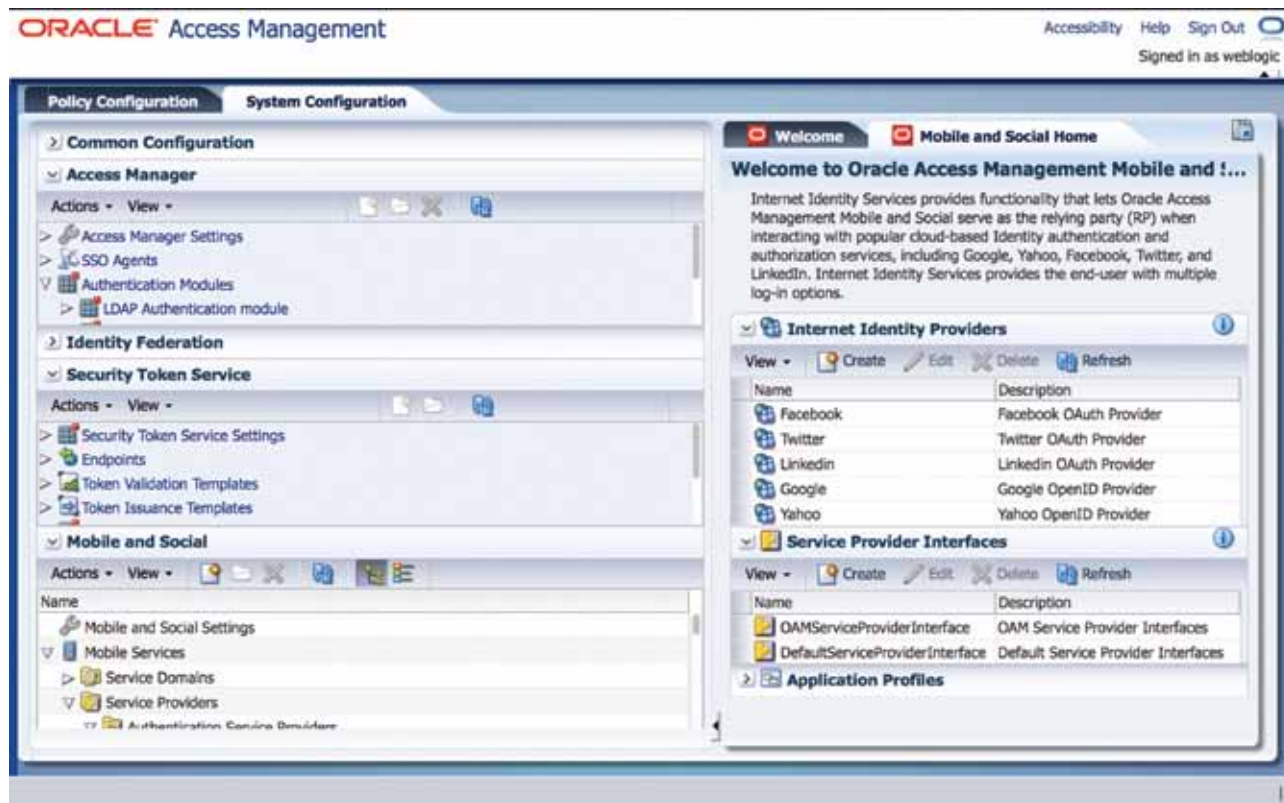 ORACLE Access Management
Accessibility Help Sign Out
Signed in as weblogic
Policy Configuration System Configuration
Common Configuration
Access Manager
Actions View
Access Manager Settings
SSO Agents
Authentication Modules
LDAP Authentication module
Identity Federation
Security Token Service
Actions View
Security Token Service Settings
Endpoints
Token Validation Templates
Token Issuance Templates
Mobile and Social
Actions View
Name
Mobile and Social Settings
Mobile Services
Service Domains
Service Providers
Authentication Service Providers
Welcome Mobile and Social Home
Welcome to Oracle Access Management Mobile and S...
Internet Identity Services provides functionality that lets Oracle Access
Management Mobile and Social serve as the relying party (RP) when
interacting with popular cloud-based Identity authentication and
authorization services, including Google, Yahoo, Facebook, Twitter, and
LinkedIn. Internet Identity Services provides the end-user with multiple
log-in options.
Internet Identity Providers
View Create Edit Delete Refresh
Name Description
Facebook Facebook OAuth Provider
Twitter Twitter OAuth Provider
Linkedin Linkedin OAuth Provider
Google Google OpenID Provider
Yahoo Yahoo OpenID Provider
Service Provider Interfaces
View Create Edit Delete Refresh
Name Description
OAMServiceProviderInterface OAM Service Provider Interfaces
DefaultServiceProviderInterface Default Service Provider Interfaces
Application Profiles